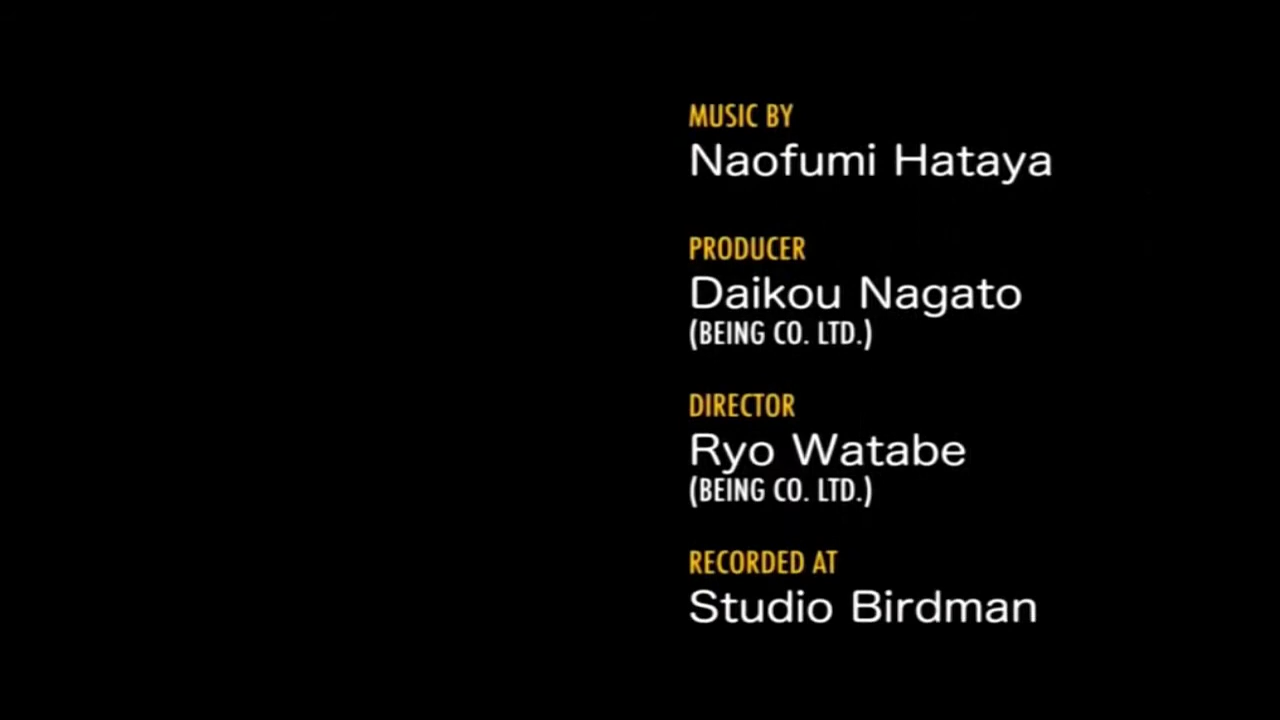 MUSIC BY
Naofumi Hataya
PRODUCER
Daikou Nagato
(BEING CO. LTD.)
DIRECTOR
Ryo Watabe
(BEING CO. LTD.)
RECORDED AT
Studio Birdman